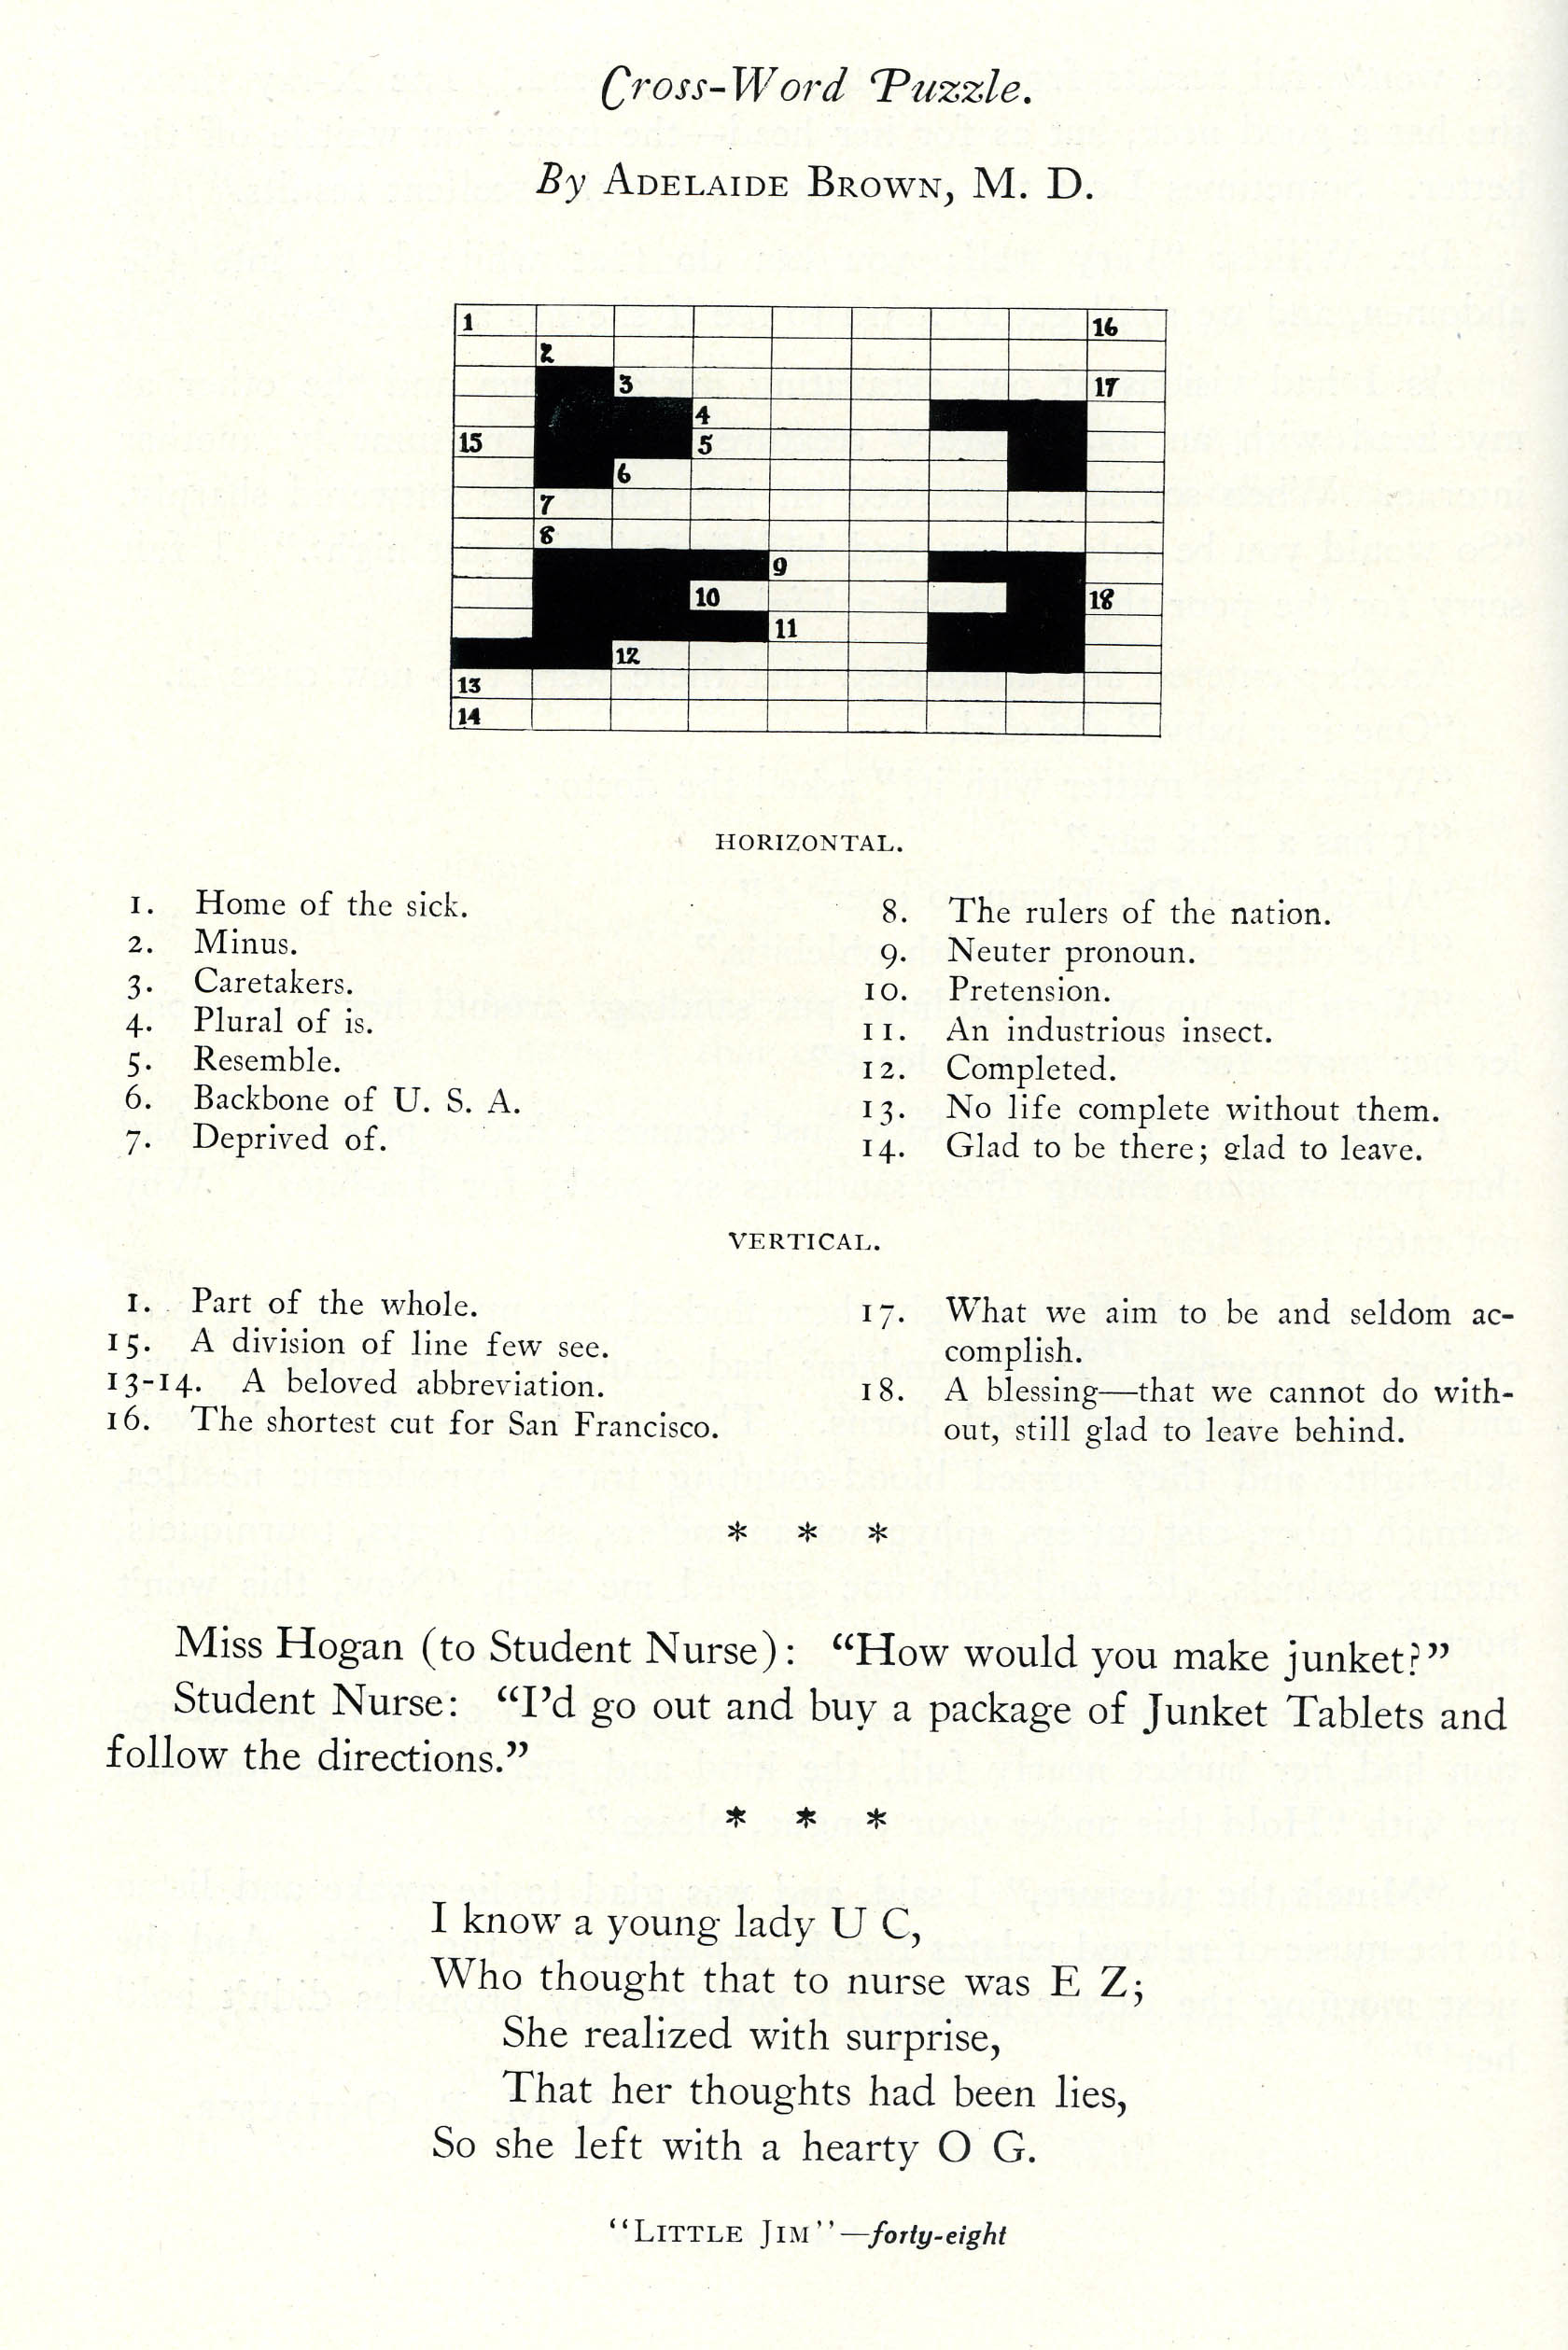 Cross-Word Puzzle.
By ADELAIDE BROWN, M. D.
1 16
2
3 17
4
15 5
6
7
8
9
10 18
11
12
13
14
HORIZONTAL.
1. Home of the sick.
2. Minus.
3. Caretakers.
4. Plural of is.
5. Resemble.
6. Backbone of U. S. A.
7. Deprived of.
8. The rulers of the nation.
9. Neuter pronoun.
10. Pretension.
11. An industrious insect.
12. Completed.
13. No life complete without them.
14. Glad to be there; glad to leave.
VERTICAL.
1. Part of the whole.
15. A division of line few see.
13-14. A beloved abbreviation.
16. The shortest cut for San Francisco.
17. What we aim to be and seldom ac-
complish.
18. A blessing—that we cannot do with-
out, still glad to leave behind.
* * *
Miss Hogan (to Student Nurse): “How would you make junket?”
Student Nurse: “I’d go out and buy a package of Junket Tablets and
follow the directions.”
* * *
I know a young lady U C,
Who thought that to nurse was E Z;
She realized with surprise,
That her thoughts had been lies,
So she left with a hearty O G.
“LITTLE JIM”—forty-eight